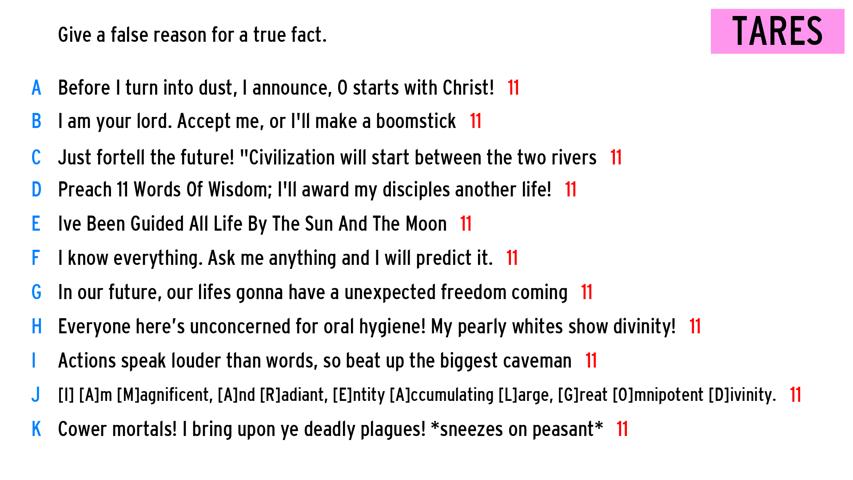 Give a false reason for a true fact.
TARES
A Before I turn into dust, I announce, 0 starts with Christ! 11
B I am your lord. Accept me, or I'll make a boomstick 11
C Just fortell the future! "Civilization will start between the two rivers 11
D Preach 11 Words Of Wisdom; I'll award my disciples another life! 11
E Ive Been Guided All Life By The Sun And The Moon 11
F I know everything. Ask me anything and I will predict it. 11
G In our future, our lifes gonna have a unexpected freedom coming 11
H Everyone here's unconcerned for oral hygiene! My pearly whites show divinity! 11
I Actions speak louder than words, so beat up the biggest caveman 11
J [I] [A]m [M]agnificent, [A]nd [R]adiant, [E]ntity [A]ccumulating [L]arge, [G]reat [O]mnipotent [D]ivinity. 11
K Cower mortals! I bring upon ye deadly plagues! *sneezes on peasant* 11